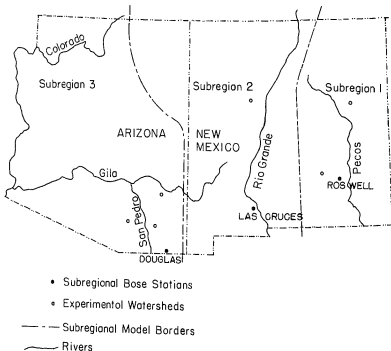 Colorado
Subregion 3
Subregion 2
Subregion 1
ARIZONA
NEW
MEXICO
Rio Grande
Pecos
Gila
San Pedro
ROSWELL
LAS CRUCES
DOUGLAS
Subregional Bose Stations
Experimental Watersheds
Subregional Model Borders
Rivers